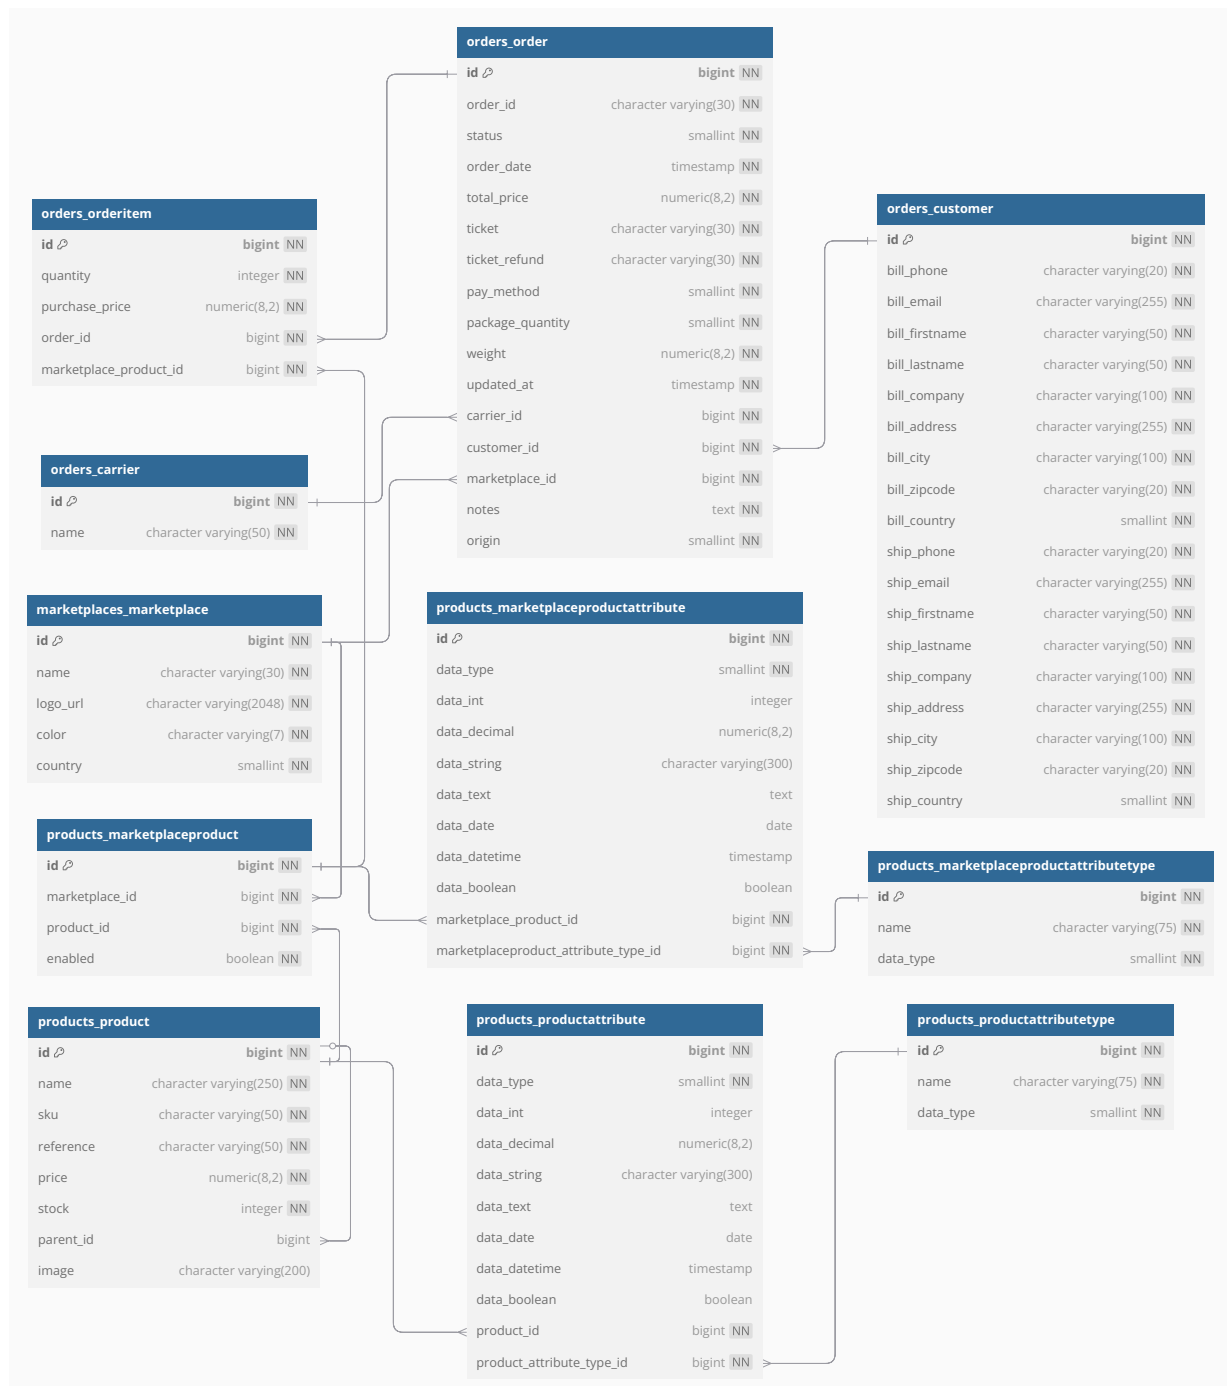 orders_order
id bigint NN
order_id character varying(30) NN
status smallint NN
order_date timestamp NN
total_price numeric(8,2) NN
ticket character varying(30) NN
ticket_refund character varying(30) NN
pay_method smallint NN
package_quantity smallint NN
weight numeric(8,2) NN
updated_at timestamp NN
carrier_id bigint NN
customer_id bigint NN
marketplace_id bigint NN
notes text NN
origin smallint NN
orders_orderitem
id bigint NN
quantity integer NN
purchase_price numeric(8,2) NN
order_id bigint NN
marketplace_product_id bigint NN
orders_customer
id bigint NN
bill_phone character varying(20) NN
bill_email character varying(255) NN
bill_firstname character varying(50) NN
bill_lastname character varying(50) NN
bill_company character varying(100) NN
bill_address character varying(255) NN
bill_city character varying(100) NN
bill_zipcode character varying(20) NN
bill_country smallint NN
ship_phone character varying(20) NN
ship_email character varying(255) NN
ship_firstname character varying(50) NN
ship_lastname character varying(50) NN
ship_company character varying(100) NN
ship_address character varying(255) NN
ship_city character varying(100) NN
ship_zipcode character varying(20) NN
ship_country smallint NN
orders_carrier
id bigint NN
name character varying(50) NN
marketplaces_marketplace
id bigint NN
name character varying(30) NN
logo_url character varying(2048) NN
color character varying(7) NN
country smallint NN
products_marketplaceproductattribute
id bigint NN
data_type smallint NN
data_int integer
data_decimal numeric(8,2)
data_string character varying(300)
data_text text
data_date date
data_datetime timestamp
data_boolean boolean
marketplace_product_id bigint NN
marketplaceproduct_attribute_type_id bigint NN
products_marketplaceproduct
id bigint NN
marketplace_id bigint NN
product_id bigint NN
enabled boolean NN
products_marketplaceproductattributetype
id bigint NN
name character varying(75) NN
data_type smallint NN
products_product
id bigint NN
name character varying(250) NN
sku character varying(50) NN
reference character varying(50) NN
price numeric(8,2) NN
stock integer NN
parent_id bigint
image character varying(200)
products_productattribute
id bigint NN
data_type smallint NN
data_int integer
data_decimal numeric(8,2)
data_string character varying(300)
data_text text
data_date date
data_datetime timestamp
data_boolean boolean
product_id bigint NN
product_attribute_type_id bigint NN
products_productattributetype
id bigint NN
name character varying(75) NN
data_type smallint NN